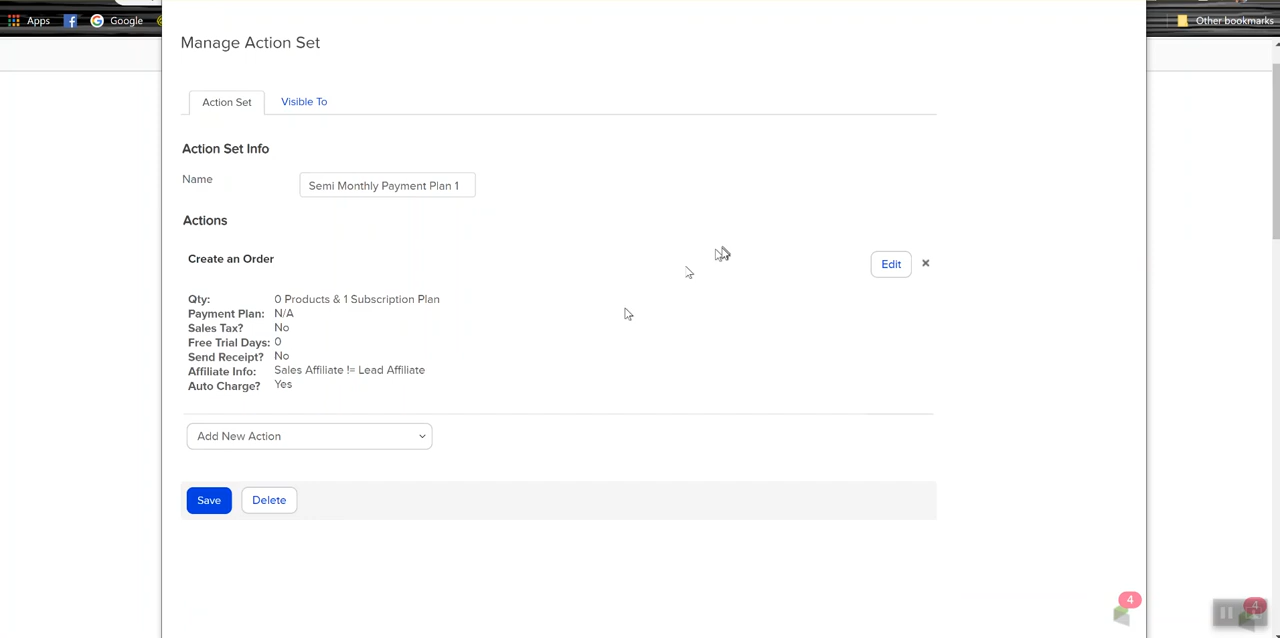 Apps Google Other bookmarks
Manage Action Set
Action Set Visible To
Action Set Info
Name Semi Monthly Payment Plan 1
Actions
Create an Order Edit ×
Qty: 0 Products & 1 Subscription Plan
Payment Plan: N/A
Sales Tax? No
Free Trial Days: 0
Send Receipt? No
Affiliate Info: Sales Affiliate != Lead Affiliate
Auto Charge? Yes
Add New Action
Save Delete
4 4